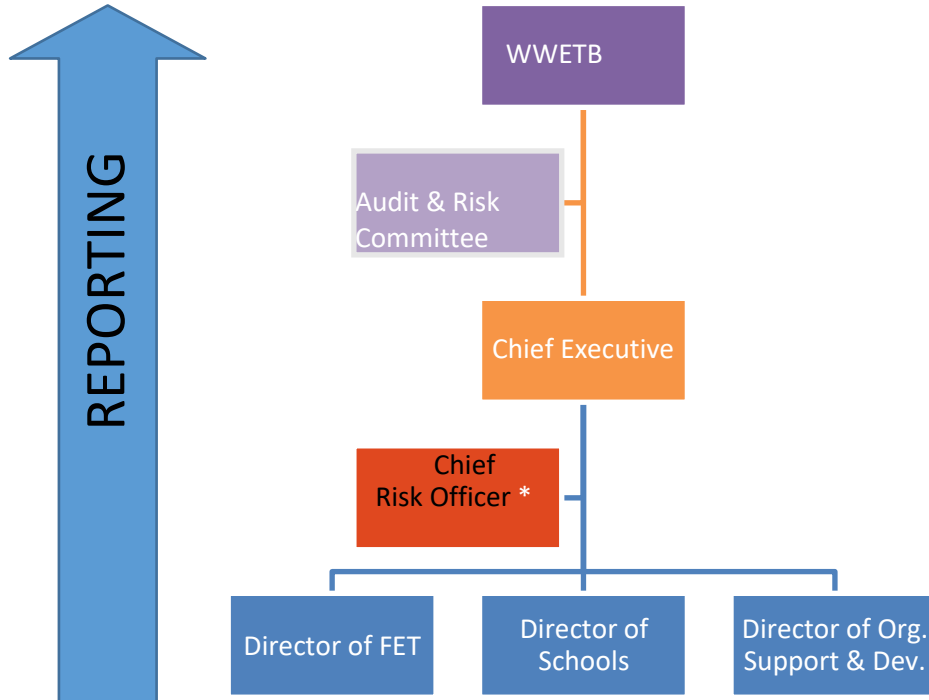 REPORTING
WWETB
Audit & Risk
Committee
Chief Executive
Chief
Risk Officer *
Director of FET
Director of
Schools
Director of Org.
Support & Dev.